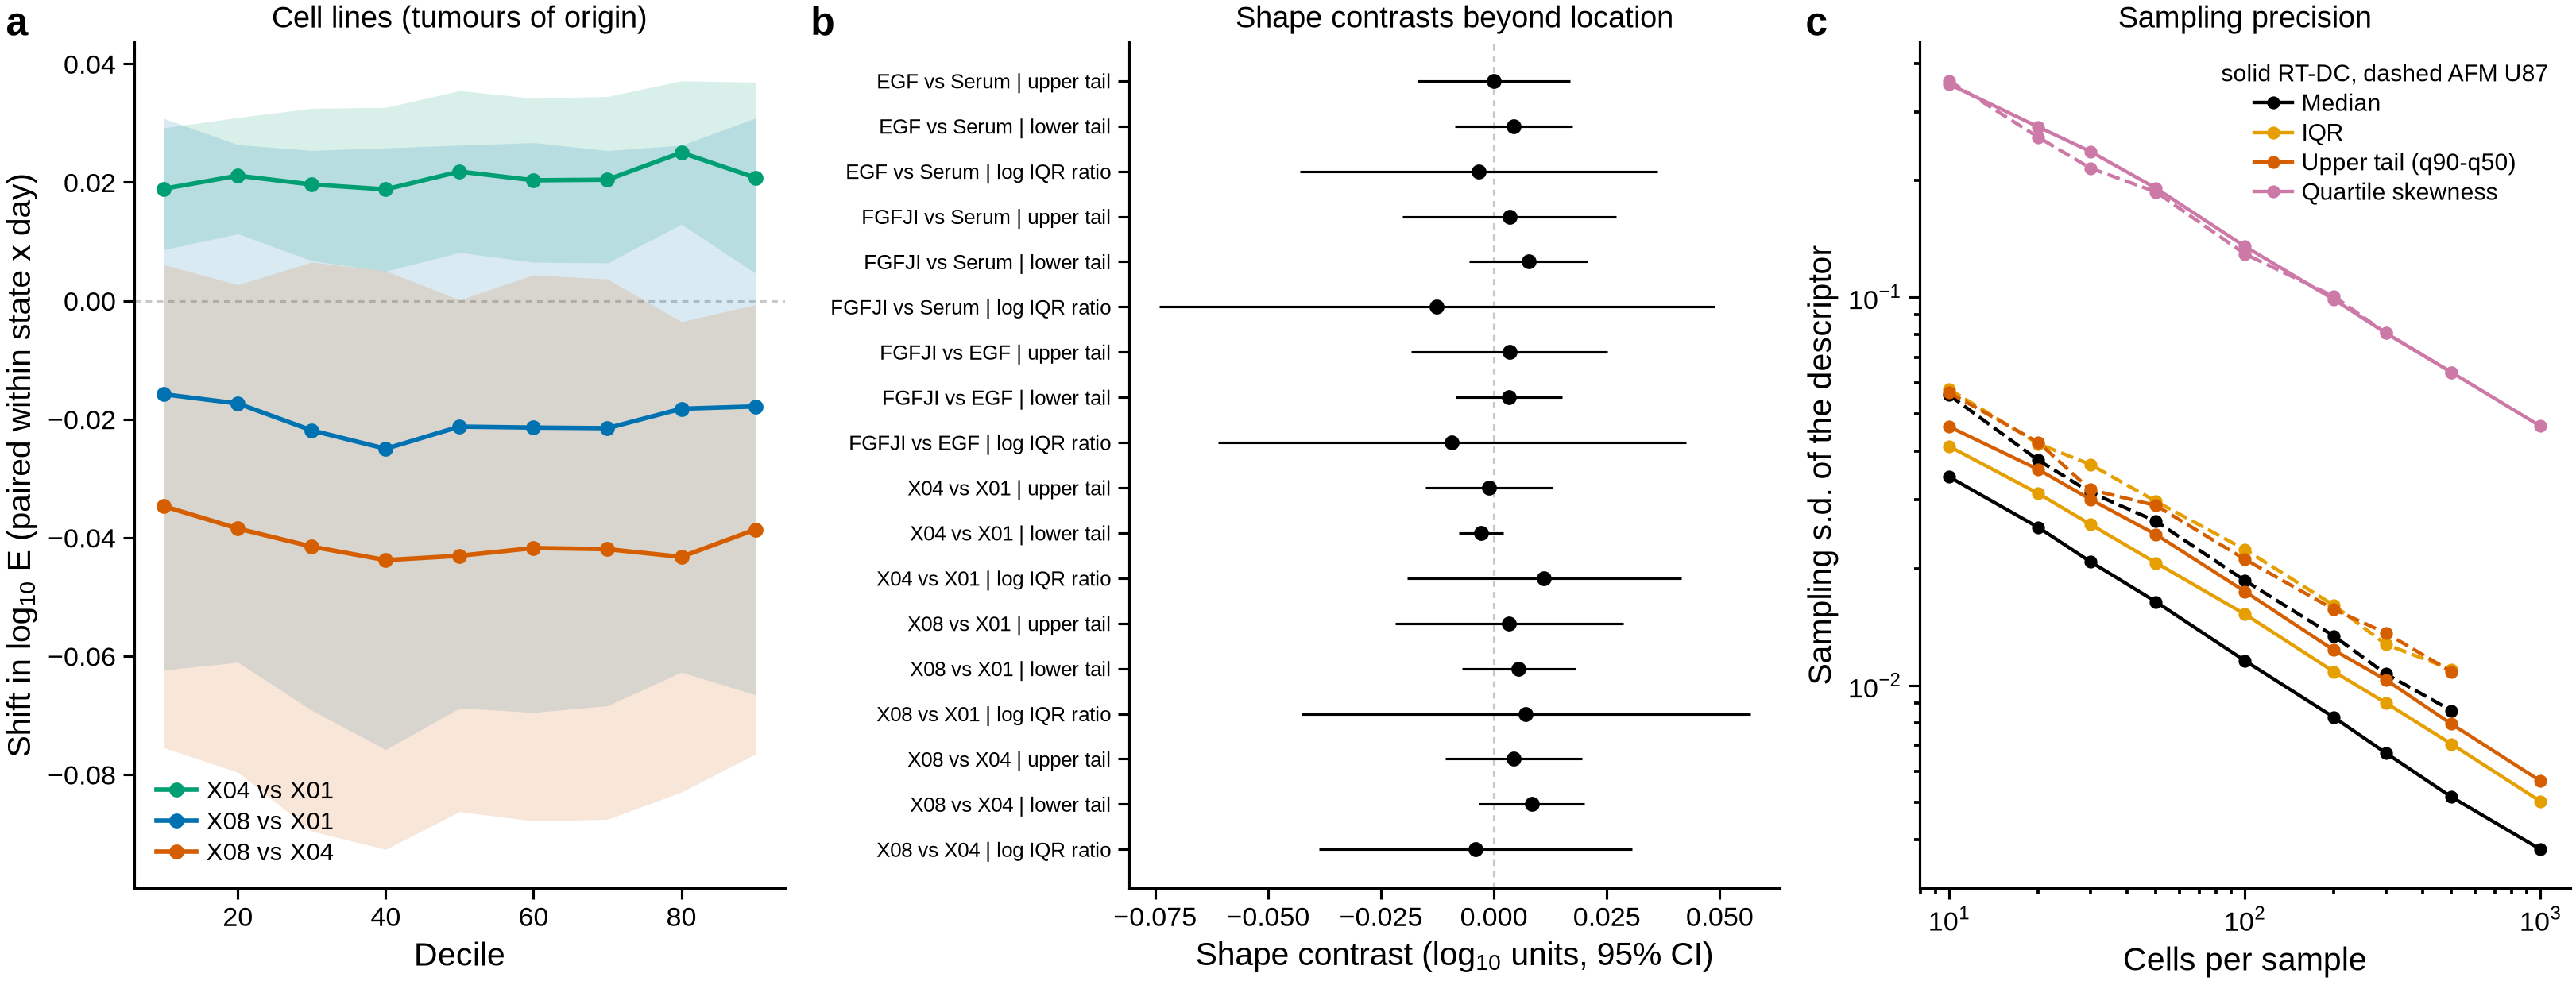 a
Cell lines (tumours of origin)
Shift in log₁₀ E (paired within state x day)
0.04
0.02
0.00
−0.02
−0.04
−0.06
−0.08
X04 vs X01
X08 vs X01
X08 vs X04
20
40
60
80
Decile
b
Shape contrasts beyond location
EGF vs Serum | upper tail
EGF vs Serum | lower tail
EGF vs Serum | log IQR ratio
FGFJI vs Serum | upper tail
FGFJI vs Serum | lower tail
FGFJI vs Serum | log IQR ratio
FGFJI vs EGF | upper tail
FGFJI vs EGF | lower tail
FGFJI vs EGF | log IQR ratio
X04 vs X01 | upper tail
X04 vs X01 | lower tail
X04 vs X01 | log IQR ratio
X08 vs X01 | upper tail
X08 vs X01 | lower tail
X08 vs X01 | log IQR ratio
X08 vs X04 | upper tail
X08 vs X04 | lower tail
X08 vs X04 | log IQR ratio
−0.075
−0.050
−0.025
0.000
0.025
0.050
Shape contrast (log₁₀ units, 95% CI)
c
Sampling precision
Sampling s.d. of the descriptor
solid RT-DC, dashed AFM U87
Median
IQR
Upper tail (q90-q50)
Quartile skewness
10⁻¹
10⁻²
10¹
10²
10³
Cells per sample